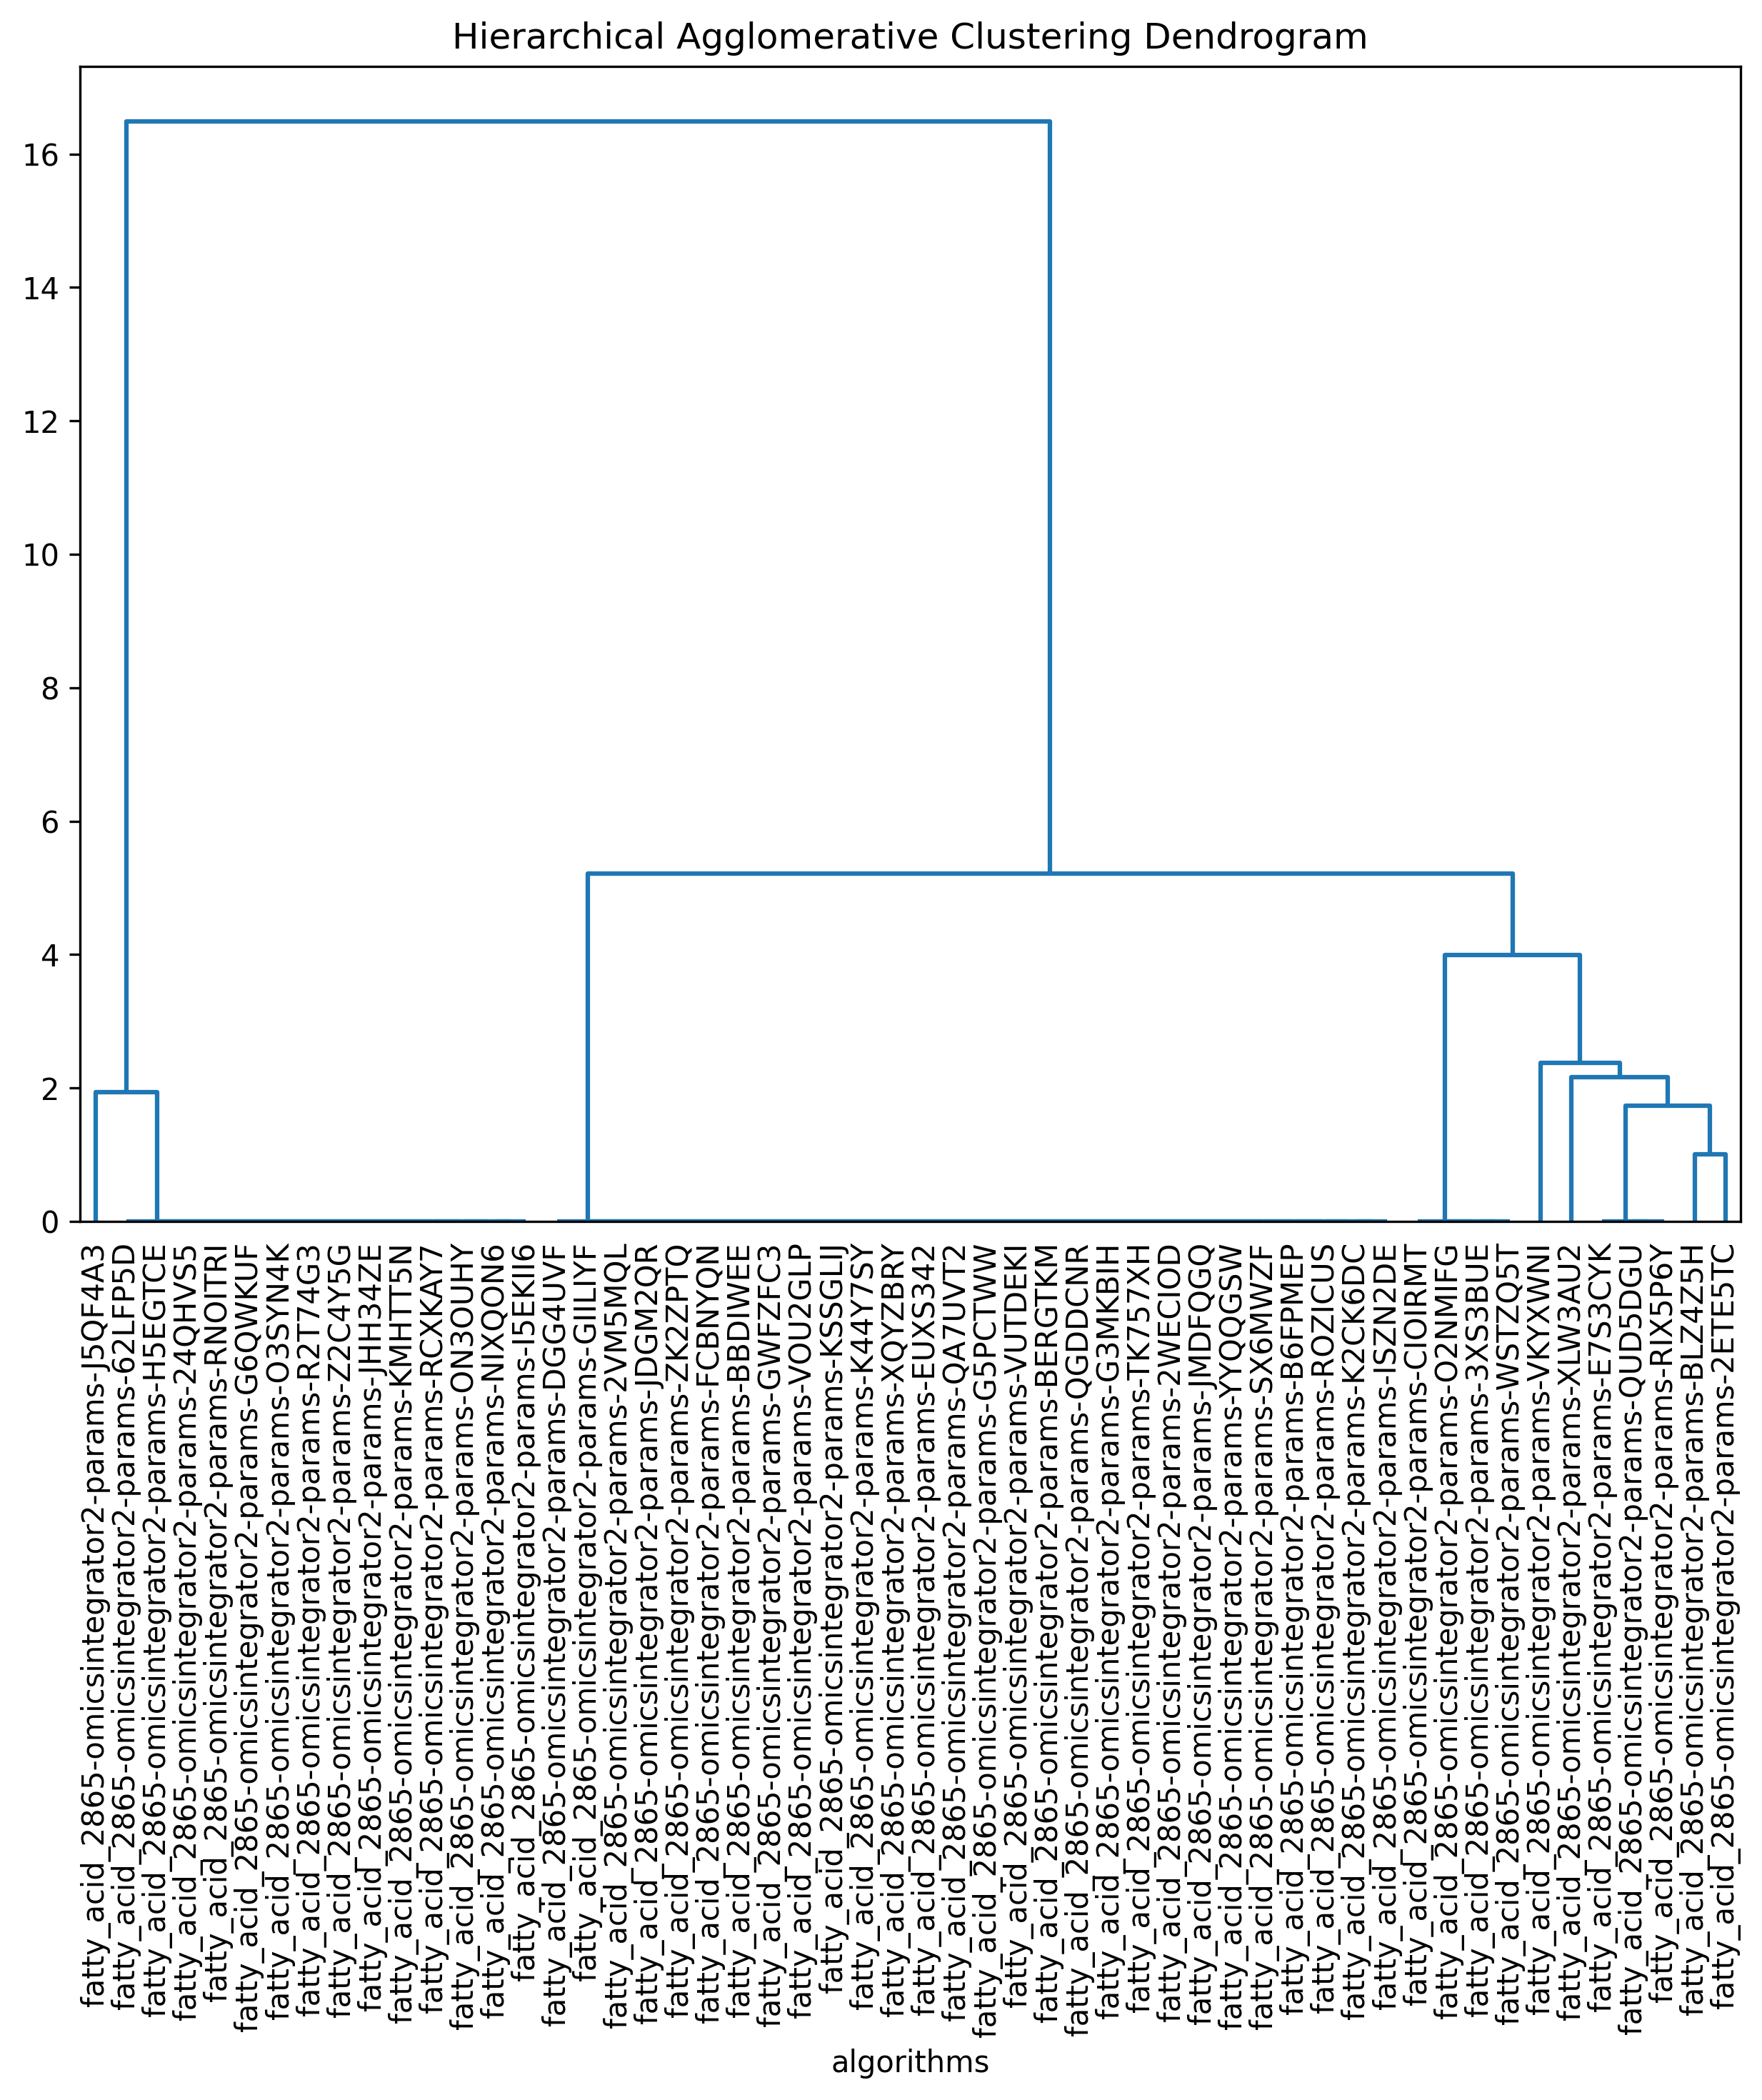 Hierarchical Agglomerative Clustering Dendrogram
16
14
12
10
8
6
4
2
0
fatty_acid_2865-omicsintegrator2-params-J5QF4A3
fatty_acid_2865-omicsintegrator2-params-62LFP5D
fatty_acid_2865-omicsintegrator2-params-H5EGTCE
fatty_acid_2865-omicsintegrator2-params-24QHVS5
fatty_acid_2865-omicsintegrator2-params-RNOITRI
fatty_acid_2865-omicsintegrator2-params-G6QWKUF
fatty_acid_2865-omicsintegrator2-params-O3SYN4K
fatty_acid_2865-omicsintegrator2-params-R2T74G3
fatty_acid_2865-omicsintegrator2-params-Z2C4Y5G
fatty_acid_2865-omicsintegrator2-params-JHH34ZE
fatty_acid_2865-omicsintegrator2-params-KMHTT5N
fatty_acid_2865-omicsintegrator2-params-RCXKAY7
fatty_acid_2865-omicsintegrator2-params-ON3OUHY
fatty_acid_2865-omicsintegrator2-params-NIXQON6
fatty_acid_2865-omicsintegrator2-params-I5EKII6
fatty_acid_2865-omicsintegrator2-params-DGG4UVF
fatty_acid_2865-omicsintegrator2-params-GIILIYF
fatty_acid_2865-omicsintegrator2-params-2VM5MQL
fatty_acid_2865-omicsintegrator2-params-JDGM2QR
fatty_acid_2865-omicsintegrator2-params-ZK2ZPTQ
fatty_acid_2865-omicsintegrator2-params-FCBNYQN
fatty_acid_2865-omicsintegrator2-params-BBDIWEE
fatty_acid_2865-omicsintegrator2-params-GWFZFC3
fatty_acid_2865-omicsintegrator2-params-VOU2GLP
fatty_acid_2865-omicsintegrator2-params-KSSGLIJ
fatty_acid_2865-omicsintegrator2-params-K44Y7SY
fatty_acid_2865-omicsintegrator2-params-XQYZBRY
fatty_acid_2865-omicsintegrator2-params-EUXS342
fatty_acid_2865-omicsintegrator2-params-QA7UVT2
fatty_acid_2865-omicsintegrator2-params-G5PCTWW
fatty_acid_2865-omicsintegrator2-params-VUTDEKI
fatty_acid_2865-omicsintegrator2-params-BERGTKM
fatty_acid_2865-omicsintegrator2-params-QGDDCNR
fatty_acid_2865-omicsintegrator2-params-G3MKBIH
fatty_acid_2865-omicsintegrator2-params-TK757XH
fatty_acid_2865-omicsintegrator2-params-2WECIOD
fatty_acid_2865-omicsintegrator2-params-JMDFQGQ
fatty_acid_2865-omicsintegrator2-params-YYQQGSW
fatty_acid_2865-omicsintegrator2-params-SX6MWZF
fatty_acid_2865-omicsintegrator2-params-B6FPMEP
fatty_acid_2865-omicsintegrator2-params-ROZICUS
fatty_acid_2865-omicsintegrator2-params-K2CK6DC
fatty_acid_2865-omicsintegrator2-params-ISZN2DE
fatty_acid_2865-omicsintegrator2-params-CIOIRMT
fatty_acid_2865-omicsintegrator2-params-O2NMIFG
fatty_acid_2865-omicsintegrator2-params-3XS3BUE
fatty_acid_2865-omicsintegrator2-params-WSTZQ5T
fatty_acid_2865-omicsintegrator2-params-VKYXWNI
fatty_acid_2865-omicsintegrator2-params-XLW3AU2
fatty_acid_2865-omicsintegrator2-params-E7S3CYK
fatty_acid_2865-omicsintegrator2-params-QUD5DGU
fatty_acid_2865-omicsintegrator2-params-RIX5P6Y
fatty_acid_2865-omicsintegrator2-params-BLZ4Z5H
fatty_acid_2865-omicsintegrator2-params-2ETE5TC
algorithms